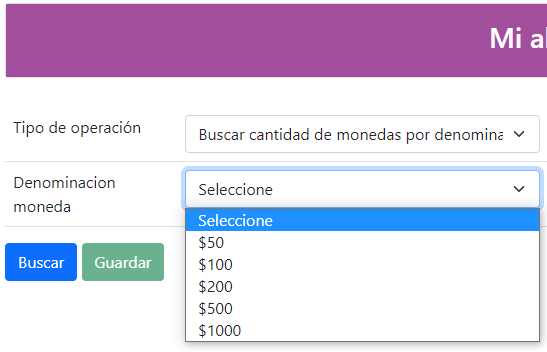 Mi al
Tipo de operación
Buscar cantidad de monedas por denomina
Denominacion
moneda
Seleccione
Seleccione
$50
$100
$200
$500
$1000
Buscar
Guardar